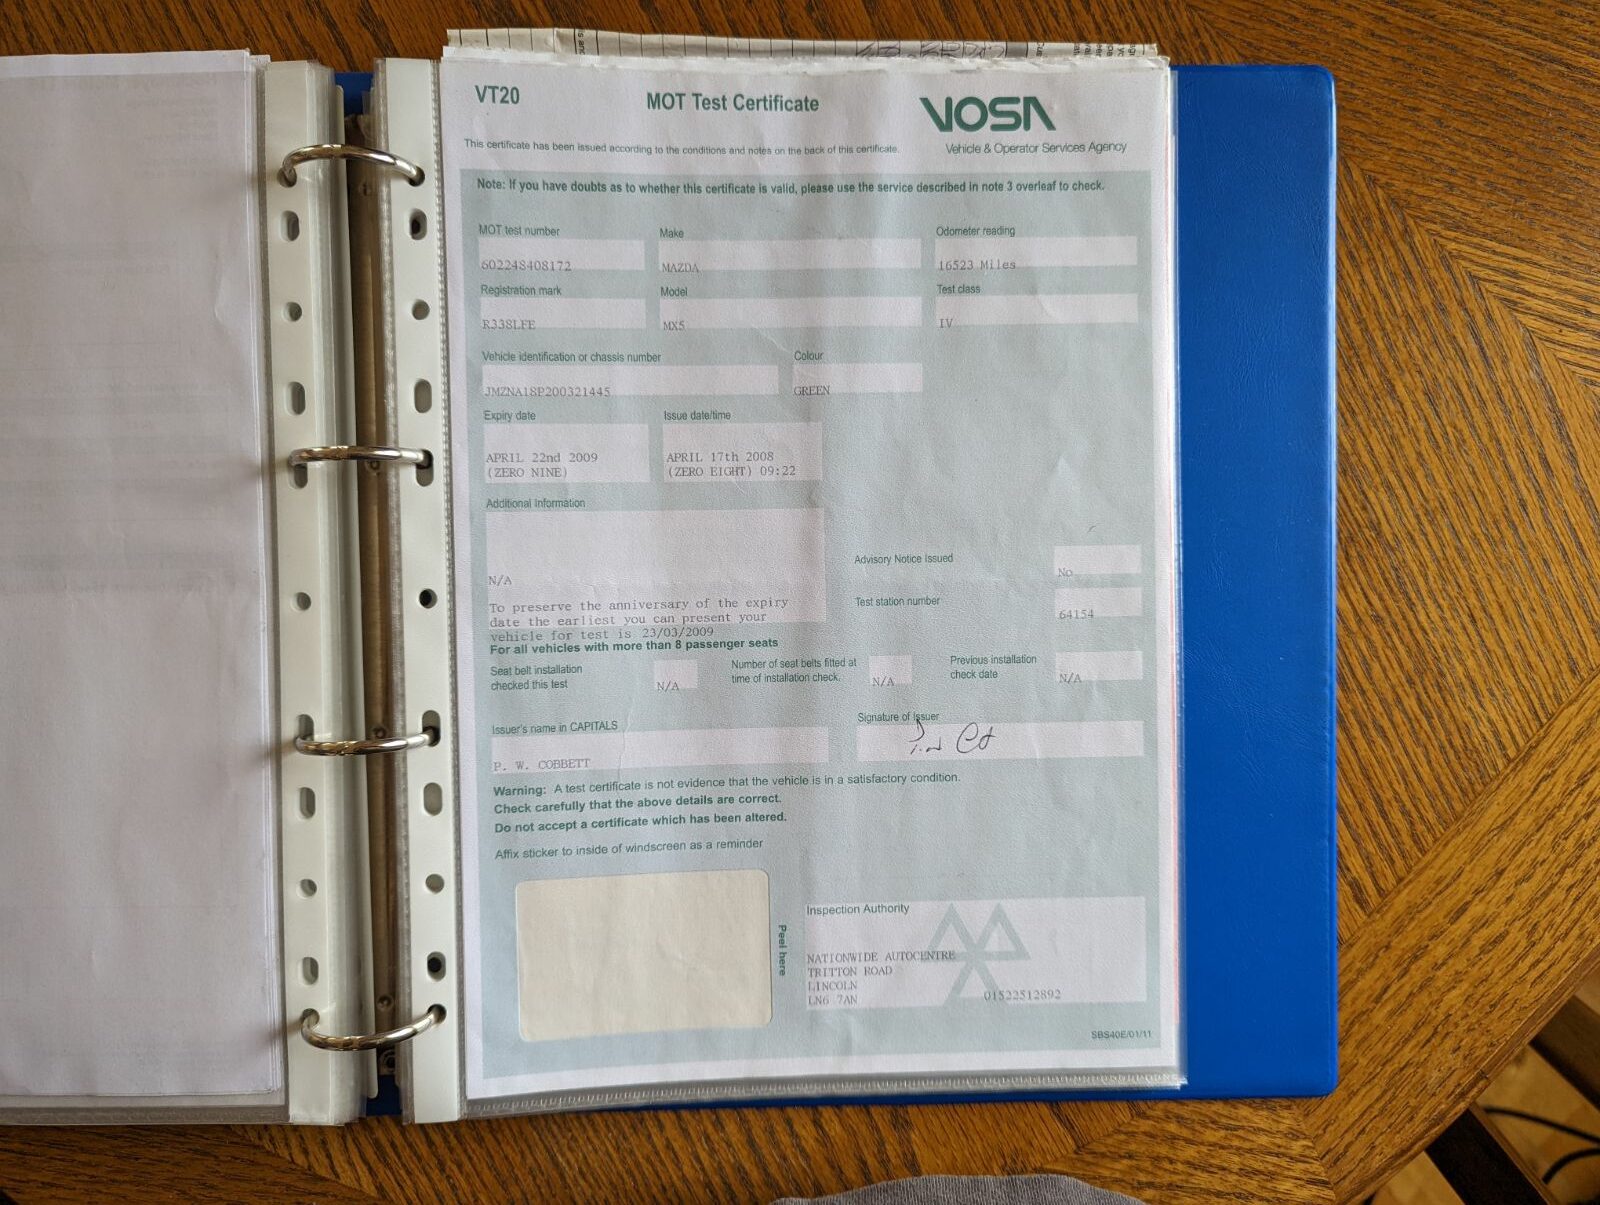 VT20
MOT Test Certificate
VOSA
This certificate has been issued according to the conditions and notes on the back of this certificate.
Vehicle & Operator Services Agency
Note: If you have doubts as to whether this certificate is valid, please use the service described in note 3 overleaf to check.
MOT test number
Make
Odometer reading
602248408172
MAZDA
16523 Miles
Registration mark
Model
Test class
R338LFE
MX5
IV
Vehicle identification or chassis number
Colour
JMZNA18P200321445
GREEN
Expiry date
Issue date/time
APRIL 22nd 2009
(ZERO NINE)
APRIL 17th 2008
(ZERO EIGHT) 09:22
Additional Information
N/A
To preserve the anniversary of the expiry
date the earliest you can present your
vehicle for test is 23/03/2009
Advisory Notice Issued
No
Test station number
64154
For all vehicles with more than 8 passenger seats
Seat belt installation
checked this test
N/A
Number of seat belts fitted at
time of installation check.
N/A
Previous installation
check date
N/A
Issuer's name in CAPITALS
P. W. COBBETT
Signature of Issuer
Warning: A test certificate is not evidence that the vehicle is in a satisfactory condition.
Check carefully that the above details are correct.
Do not accept a certificate which has been altered.
Affix sticker to inside of windscreen as a reminder
Peel here
Inspection Authority
NATIONWIDE AUTOCENTRE
TRITTON ROAD
LINCOLN
LN6 7AN
01522512892
SBS40E/01/11